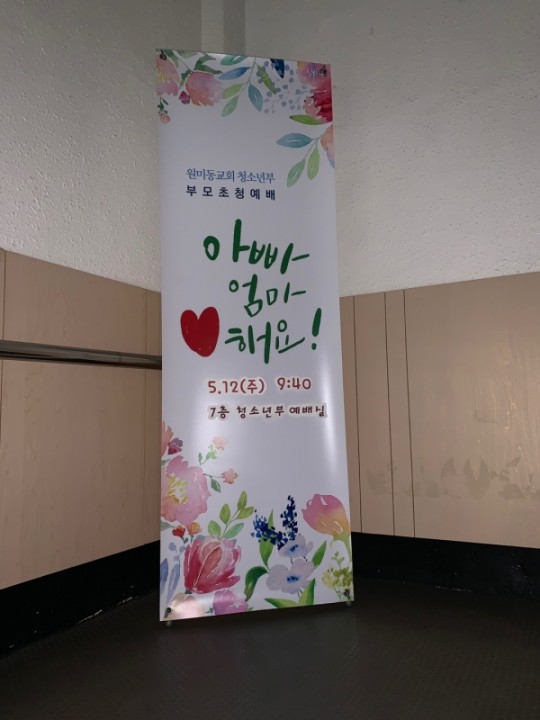 원미동교회 청소년부
부모초청예배
아빠
엄마
해요!
5.12(주) 9:40
7층 청소년부 예배실